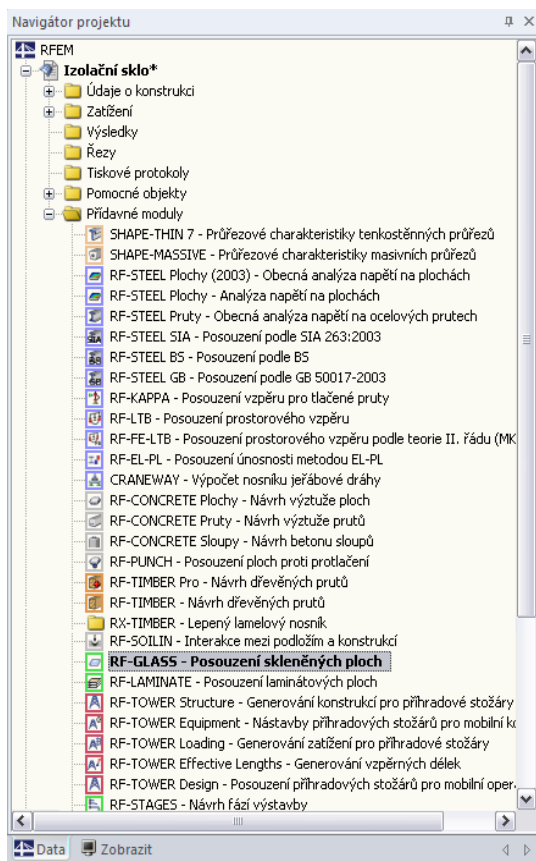 Navigátor projektu
RFEM
Izolační sklo*
Údaje o konstrukci
Zatížení
Výsledky
Řezy
Tiskové protokoly
Pomocné objekty
Přídavné moduly
SHAPE-THIN 7 - Průřezové charakteristiky tenkostěnných průřezů
SHAPE-MASSIVE - Průřezové charakteristiky masivních průřezů
RF-STEEL Plochy (2003) - Obecná analýza napětí na plochách
RF-STEEL Plochy - Analýza napětí na plochách
RF-STEEL Pruty - Obecná analýza napětí na ocelových prutech
RF-STEEL SIA - Posouzení podle SIA 263:2003
RF-STEEL BS - Posouzení podle BS
RF-STEEL GB - Posouzení podle GB 50017-2003
RF-KAPPA - Posouzení vzpěru pro tlačené pruty
RF-LTB - Posouzení prostorového vzpěru
RF-FE-LTB - Posouzení prostorového vzpěru podle teorie II. řádu (MK
RF-EL-PL - Posouzení únosnosti metodou EL-PL
CRANEWAY - Výpočet nosníku jeřábové dráhy
RF-CONCRETE Plochy - Návrh výztuže ploch
RF-CONCRETE Pruty - Návrh výztuže prutů
RF-CONCRETE Sloupy - Návrh betonu sloupů
RF-PUNCH - Posouzení ploch proti protlačení
RF-TIMBER Pro - Návrh dřevěných prutů
RF-TIMBER - Návrh dřevěných prutů
RX-TIMBER - Lepený lamelový nosník
RF-SOILIN - Interakce mezi podložím a konstrukcí
RF-GLASS - Posouzení skleněných ploch
RF-LAMINATE - Posouzení laminátových ploch
RF-TOWER Structure - Generování konstrukcí pro příhradové stožáry
RF-TOWER Equipment - Nástavby příhradových stožárů pro mobilní ko
RF-TOWER Loading - Generování zatížení pro příhradové stožáry
RF-TOWER Effective Lengths - Generování vzpěrných délek
RF-TOWER Design - Posouzení příhradových stožárů pro mobilní oper
RF-STAGES - Návrh fází výstavby
Data Zobrazit